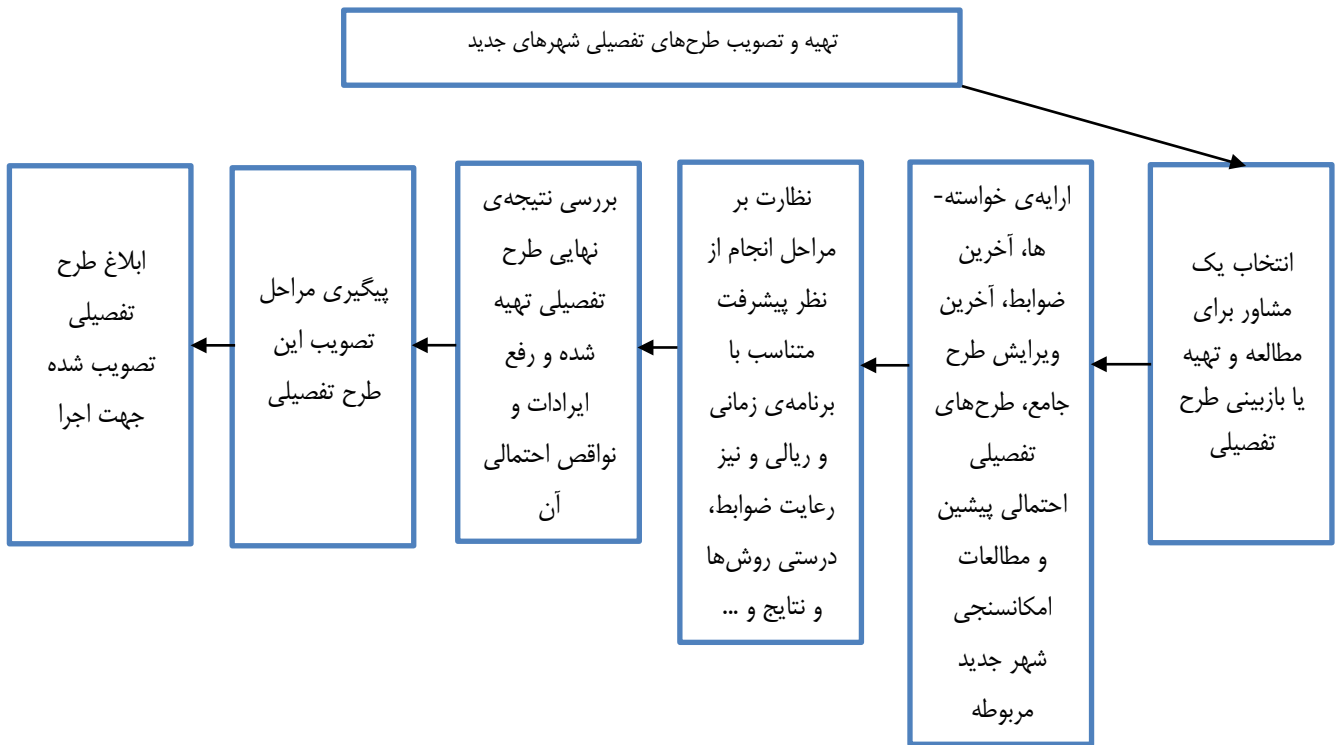 تهیه و تصویب طرح‌های تفصیلی شهرهای جدید
انتخاب یک
مشاور برای
مطالعه و تهیه
یا بازبینی طرح
تفصیلی
ارایه‌ی خواسته-
ها، آخرین
ضوابط، آخرین
ویرایش طرح
جامع، طرح‌های
تفصیلی
احتمالی پیشین
و مطالعات
امکانسنجی
شهر جدید
مربوطه
نظارت بر
مراحل انجام از
نظر پیشرفت
متناسب با
برنامه‌ی زمانی
و ریالی و نیز
رعایت ضوابط،
درستی روش‌ها
و نتایج و ...
بررسی نتیجه‌ی
نهایی طرح
تفصیلی تهیه
شده و رفع
ایرادات و
نواقص احتمالی
آن
پیگیری مراحل
تصویب این
طرح تفصیلی
ابلاغ طرح
تفصیلی
تصویب شده
جهت اجرا